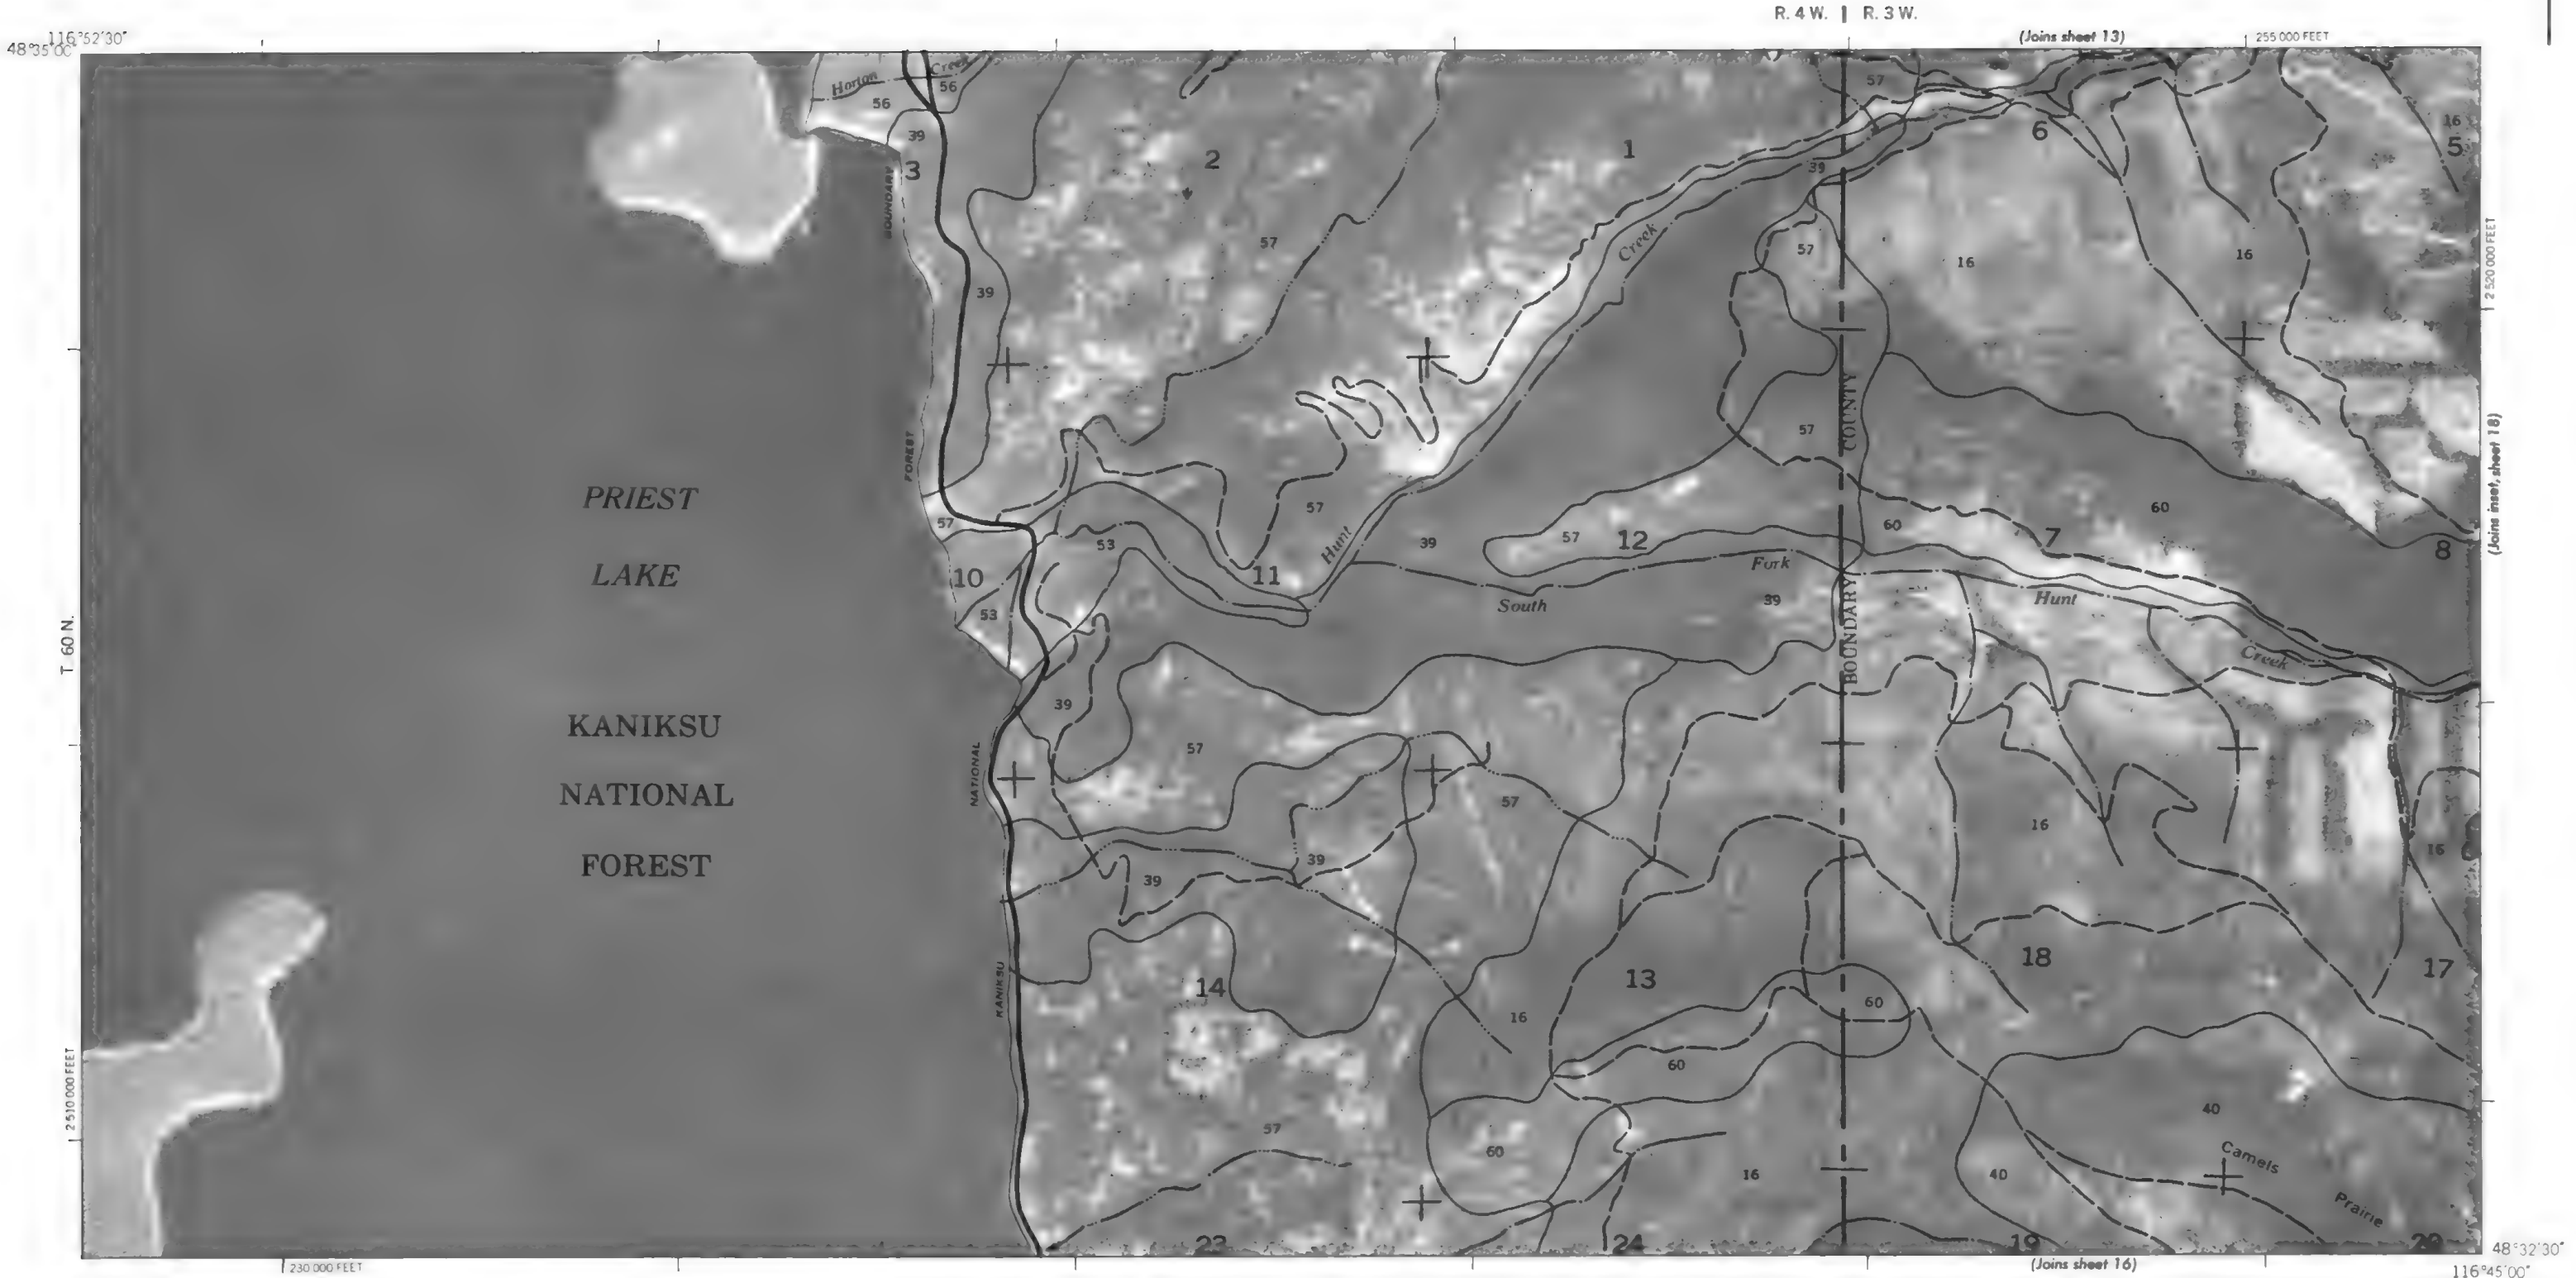 R. 4 W. | R. 3 W.
116°52'30"
48°35'00"
(Joins sheet 13)
255 000 FEET
Horton Creek
56
56
57
39
3
2
1
6
16
5
39
BOUNDARY
57
Creek
57
16
16
2 520 000 FEET
39
COUNTY
57
FOREST
PRIEST
57
57
Hunt
39
57
12
60
7
60
8
(Joins inset, sheet 18)
53
LAKE
10
11
Fork
53
South
39
Hunt
T. 60 N.
BOUNDARY
Creek
39
KANIKSU
57
NATIONAL
NATIONAL
57
16
16
FOREST
39
39
14
13
18
17
KANIKSU
16
60
2 510 000 FEET
60
40
57
60
16
40
Camels
Prairie
23
24
19
20
230 000 FEET
(Joins sheet 16)
48°32'30"
116°45'00"